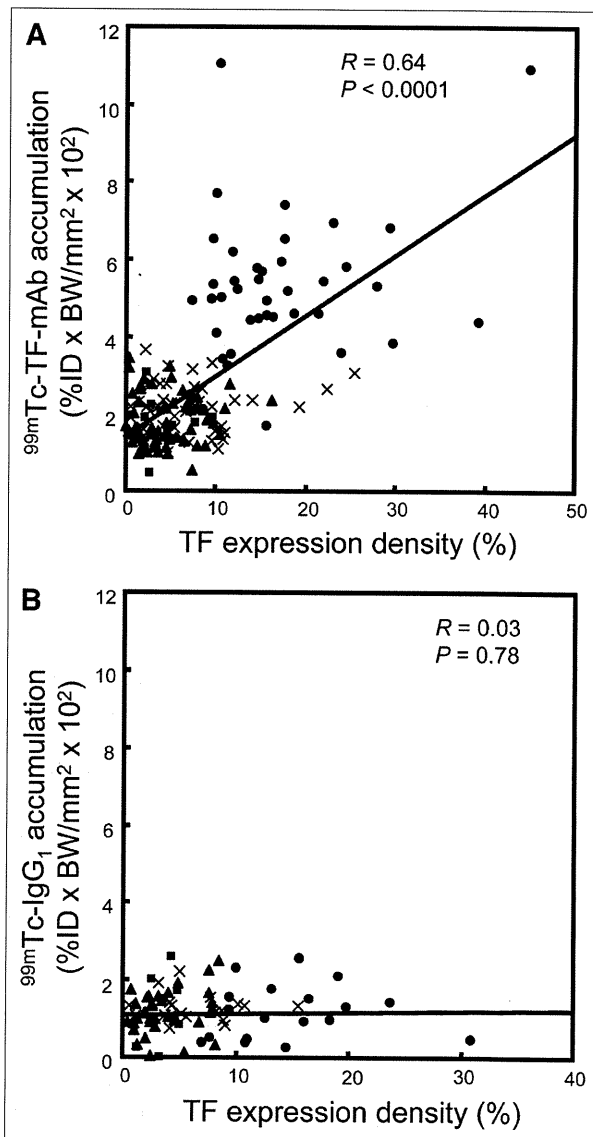 A
12
10
8
6
4
2
0
R = 0.64
P < 0.0001
99mTc-TF-mAb accumulation
(%ID x BW/mm² x 10²)
0 10 20 30 40 50
TF expression density (%)
B
12
10
8
6
4
2
0
R = 0.03
P = 0.78
99mTc-IgG₁ accumulation
(%ID x BW/mm² x 10²)
0 10 20 30 40
TF expression density (%)